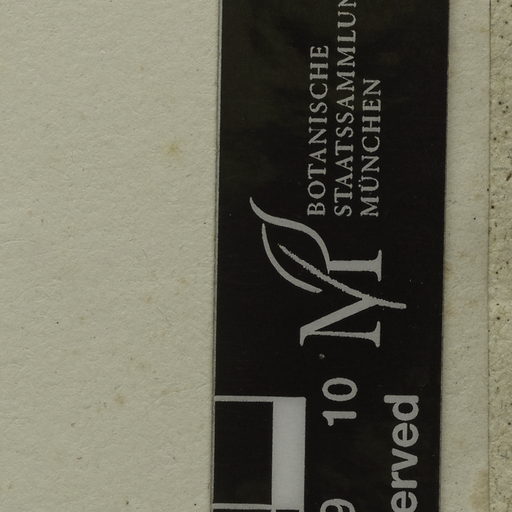 BOTANISCHE
STAATSSAMMLUN
MÜNCHEN
M
9 10
erved